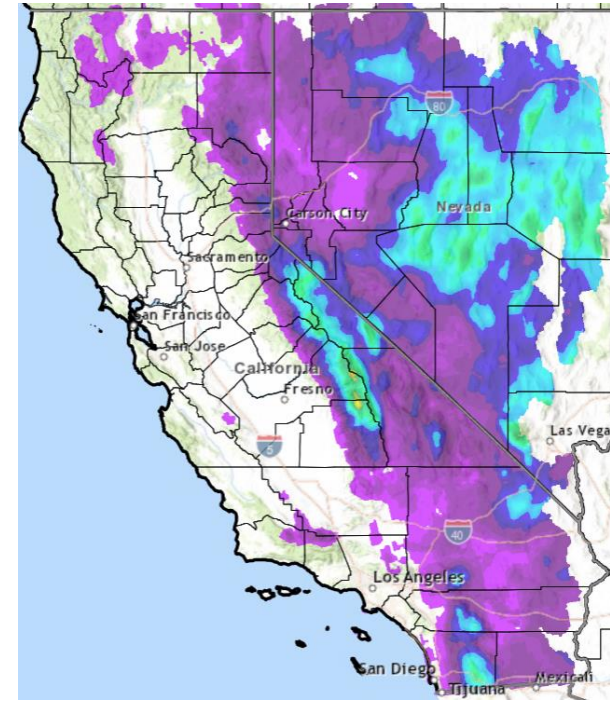 80
Nevada
Carson City
Sacramento
San Francisco
San Jose
California
Fresno
5
Las Vega
40
Los Angeles
San Diego
Mexicali
Tijuana